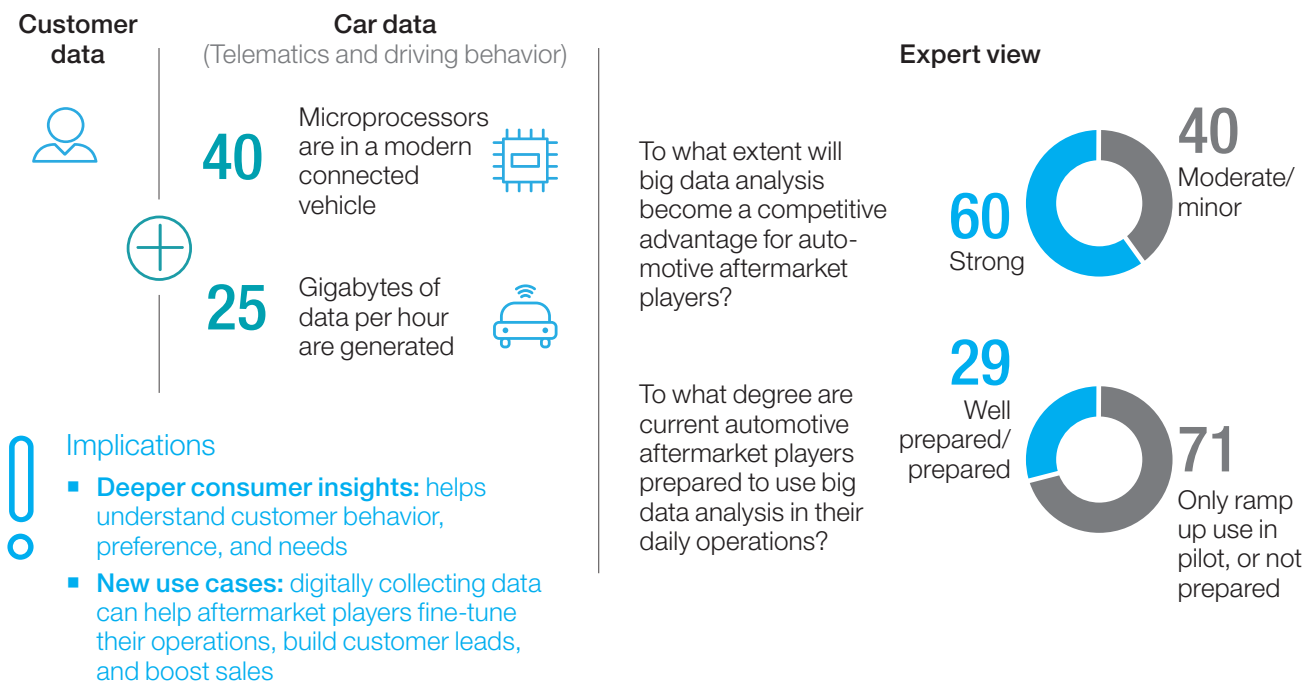 Customer
data
Car data
(Telematics and driving behavior)
40
Microprocessors
are in a modern
connected
vehicle
25
Gigabytes of
data per hour
are generated
Implications
■ Deeper consumer insights: helps
understand customer behavior,
preference, and needs
■ New use cases: digitally collecting data
can help aftermarket players fine-tune
their operations, build customer leads,
and boost sales
Expert view
To what extent will
big data analysis
become a competitive
advantage for auto-
motive aftermarket
players?
60
Strong
40
Moderate/
minor
To what degree are
current automotive
aftermarket players
prepared to use big
data analysis in their
daily operations?
29
Well
prepared/
prepared
71
Only ramp
up use in
pilot, or not
prepared